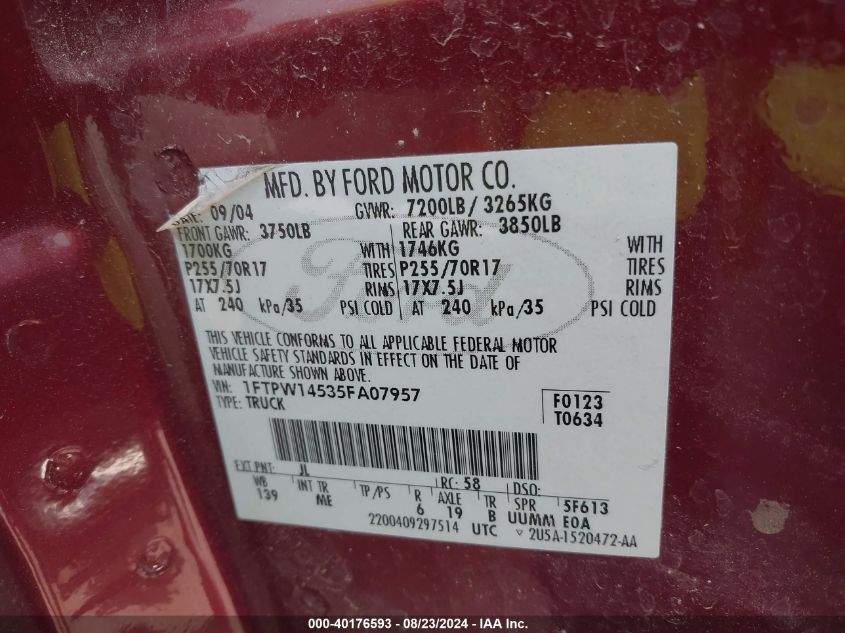 MFD. BY FORD MOTOR CO.
DATE: 09/04 GVWR: 7200LB / 3265KG
FRONT GAWR: 3750LB REAR GAWR: 3850LB
1700KG WITH 1746KG WITH
P255/70R17 TIRES P255/70R17 TIRES
17X7.5J RIMS 17X7.5J RIMS
AT 240 kPa/35 PSI COLD AT 240 kPa/35 PSI COLD
Ford
THIS VEHICLE CONFORMS TO ALL APPLICABLE FEDERAL MOTOR
VEHICLE SAFETY STANDARDS IN EFFECT ON THE DATE OF
MANUFACTURE SHOWN ABOVE.
VIN: 1FTPW14535FA07957 F0123
TYPE: TRUCK T0634
EXT PNT: JL RC: 58 DSO:
WB INT TR TP/PS R AXLE TR SPR 5F613
139 ME 6 19 B UUMM E0A
2200409297514 UTC ▽ 2U5A-1520472-AA
000-40176593 - 08/23/2024 - IAA Inc.